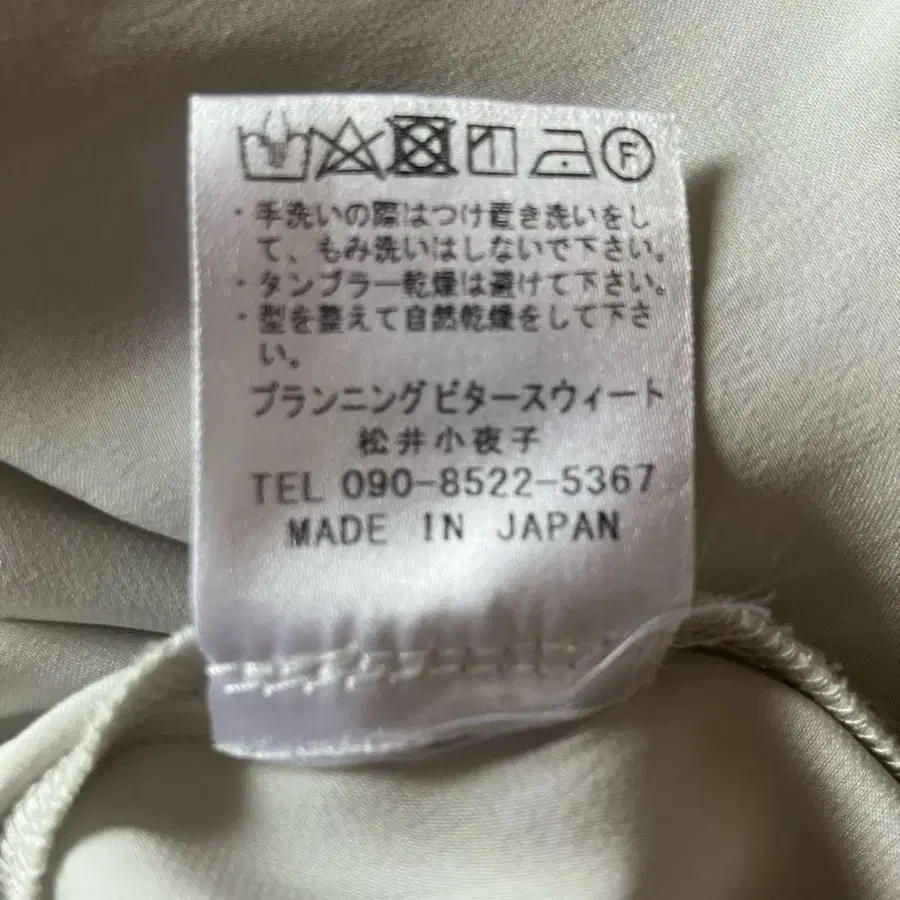 F
・手洗いの際はつけ置き洗いをし
て、もみ洗いはしないで下さい。
・タンブラー乾燥は避けて下さい。
・型を整えて自然乾燥をして下さ
い。
プランニングビタースウィート
松井小夜子
TEL 090-8522-5367
MADE IN JAPAN